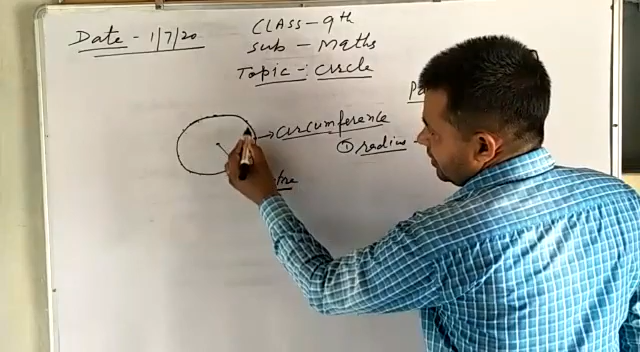 Date - 1/7/20
CLASS - 9th
Sub - Maths
Topic - Circle
circumference
① radius -